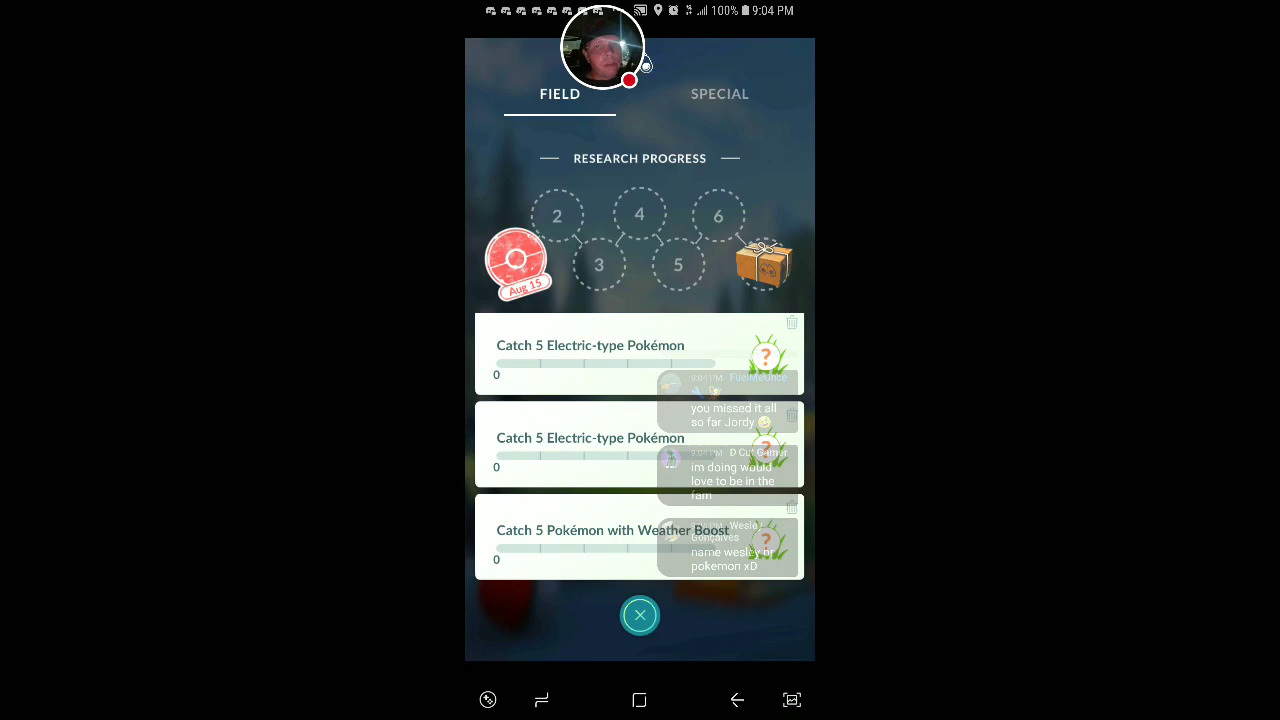 100% 9:04 PM
FIELD
SPECIAL
RESEARCH PROGRESS
2
4
6
3
5
Aug 15
Catch 5 Electric-type Pokémon
0
?
9:04 PM FuelMeOnce
you missed it all
so far Jordy
Catch 5 Electric-type Pokémon
0
?
9:04 PM D Cut Gamer
im doing would
love to be in the
fam
Catch 5 Pokémon with Weather Boost
0
?
Wesley
Gonçalves
name wesley nr
pokemon xD